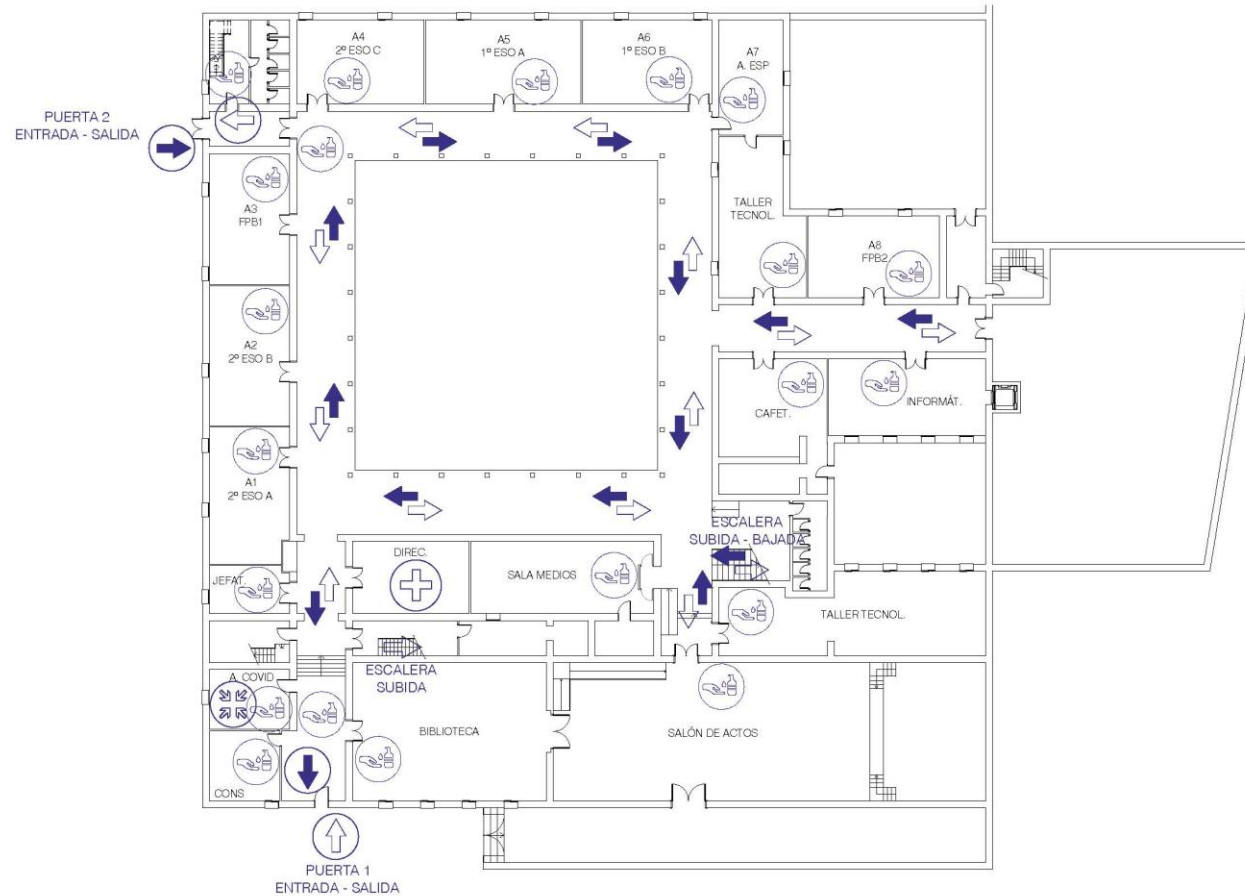 A4
2º ESO C
A5
1º ESO A
A6
1º ESO B
A7
A. ESP
PUERTA 2
ENTRADA - SALIDA
A3
FPB1
TALLER
TECNOL.
A8
FPB2
A2
2º ESO B
CAFET.
INFORMÁT.
A1
2º ESO A
ESCALERA
SUBIDA - BAJADA
DIREC.
SALA MEDIOS
JEFAT.
TALLER TECNOL.
ESCALERA
SUBIDA
A. COVID
BIBLIOTECA
SALÓN DE ACTOS
CONS
PUERTA 1
ENTRADA - SALIDA